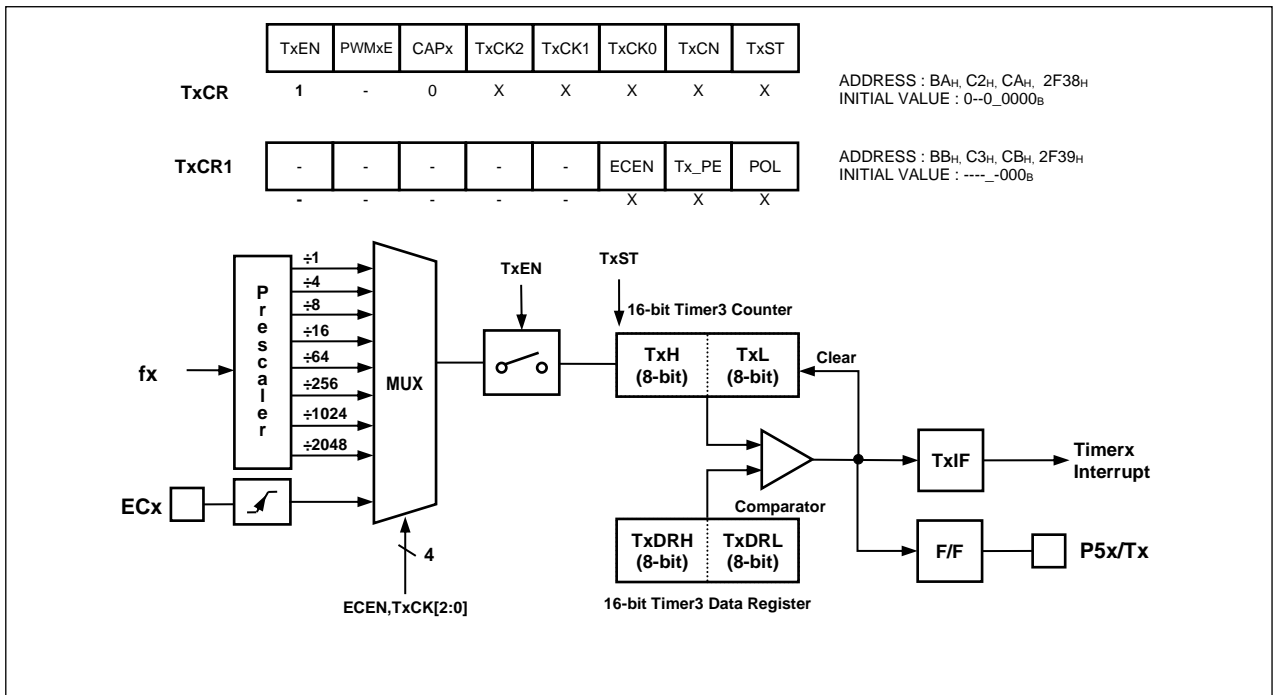 TxEN PWMxE CAPx TxCK2 TxCK1 TxCK0 TxCN TxST
TxCR 1 - 0 X X X X X
ADDRESS : BAH, C2H, CAH, 2F38H
INITIAL VALUE : 0--0_0000B
- - - - - ECEN Tx_PE POL
TxCR1
ADDRESS : BBH, C3H, CBH, 2F39H
INITIAL VALUE : ----_-000B
- - - - - X X X
fx
Prescaler
÷1
÷4
÷8
÷16
÷64
÷256
÷1024
÷2048
MUX
ECx
4
ECEN,TxCK[2:0]
TxEN
TxST
16-bit Timer3 Counter
TxH
(8-bit)
TxL
(8-bit)
Clear
Comparator
TxDRH
(8-bit)
TxDRL
(8-bit)
16-bit Timer3 Data Register
TxIF
Timerx
Interrupt
F/F
P5x/Tx